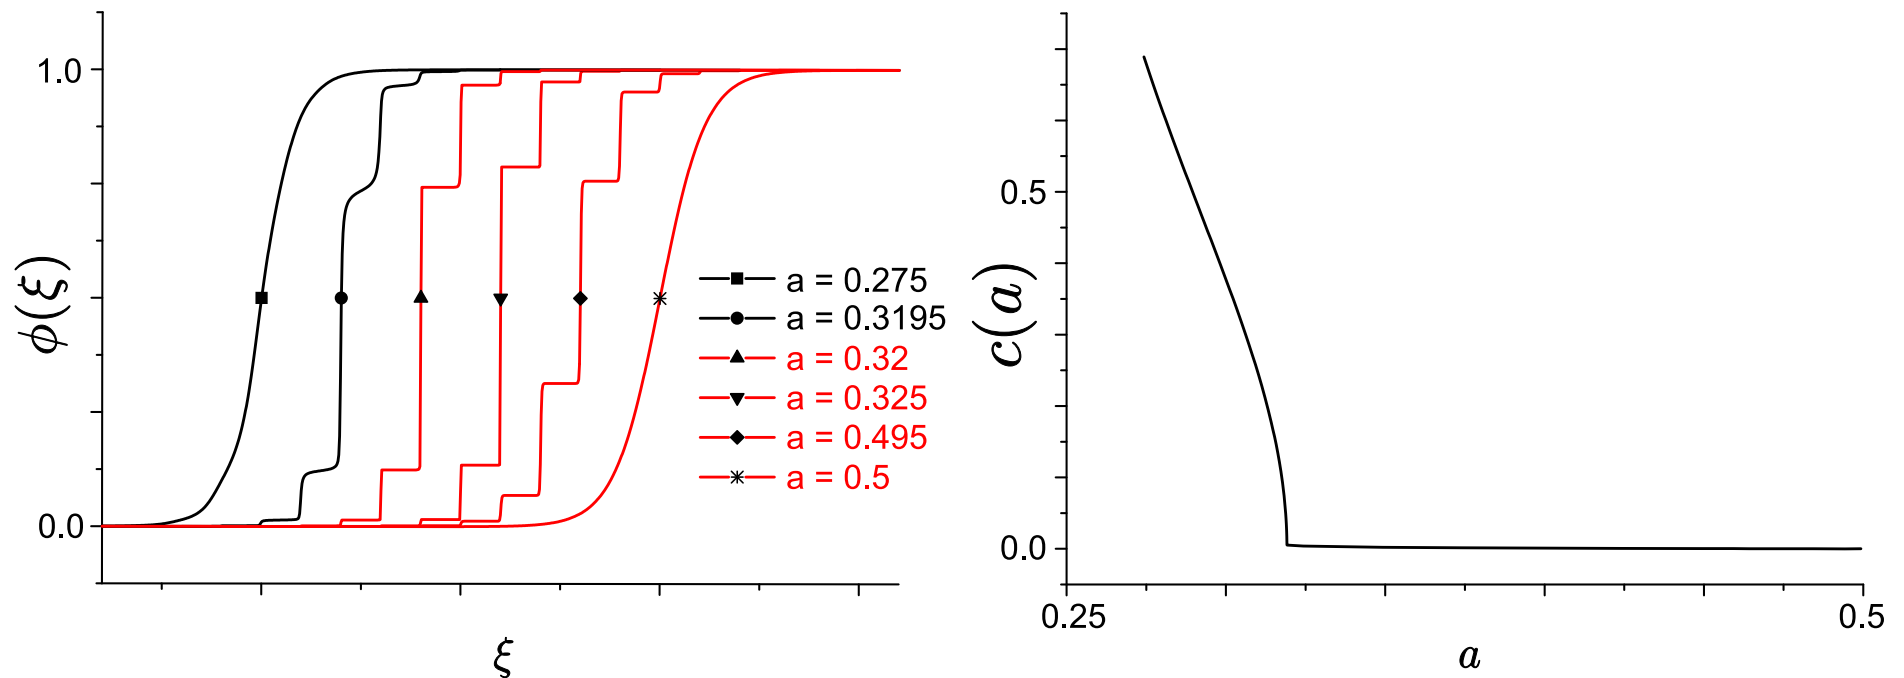 1.0
0.0
ϕ(ξ)
ξ
a = 0.275
a = 0.3195
a = 0.32
a = 0.325
a = 0.495
a = 0.5
0.5
0.0
c(a)
0.25
0.5
a